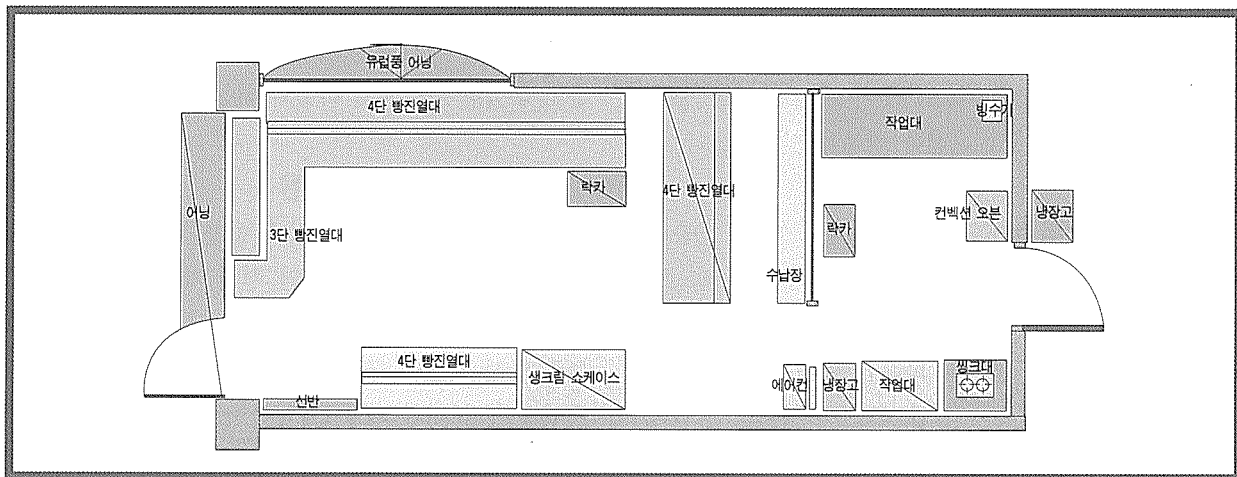 유럽풍 어닝
4단 빵진열대
작업대
빙수기
락카
4단 빵진열대
컨벡션 오븐
냉장고
어닝
3단 빵진열대
락카
수납장
4단 빵진열대
생크림 쇼케이스
에어컨
냉장고
작업대
씽크대
선반